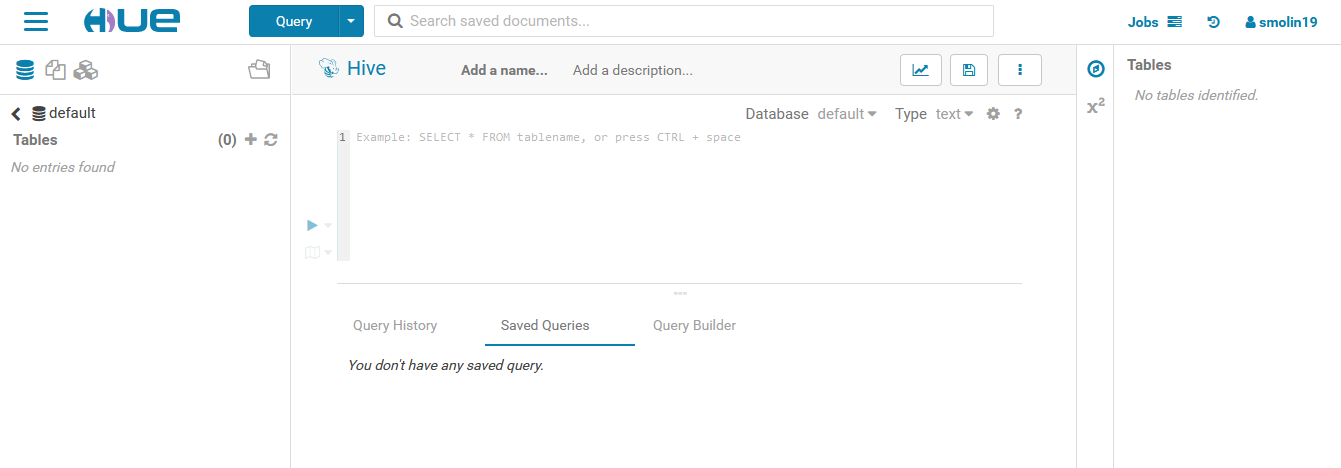 HUE
Query
Search saved documents...
Jobs
smolin19
default
Tables
(0)
No entries found
Hive
Add a name...
Add a description...
Database default
Type text
?
1 Example: SELECT * FROM tablename, or press CTRL + space
Query History
Saved Queries
Query Builder
You don't have any saved query.
x²
Tables
No tables identified.